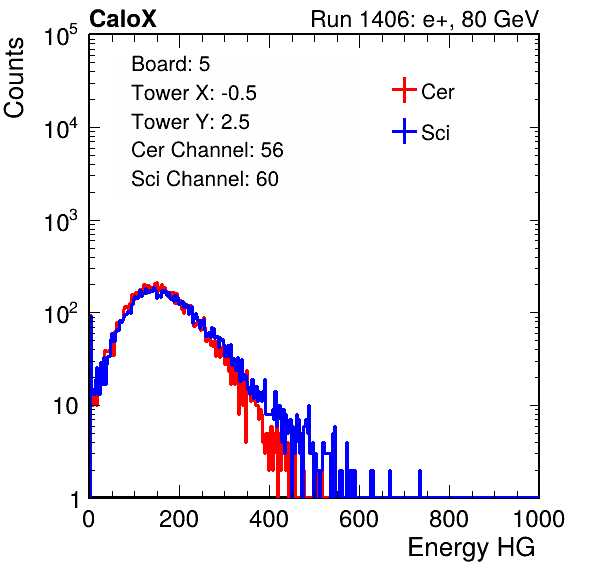 CaloX Run 1406: e+, 80 GeV
Counts
10^5
10^4
10^3
10^2
10
1
Board: 5
Tower X: -0.5
Tower Y: 2.5
Cer Channel: 56
Sci Channel: 60
Cer
Sci
0 200 400 600 800 1000
Energy HG